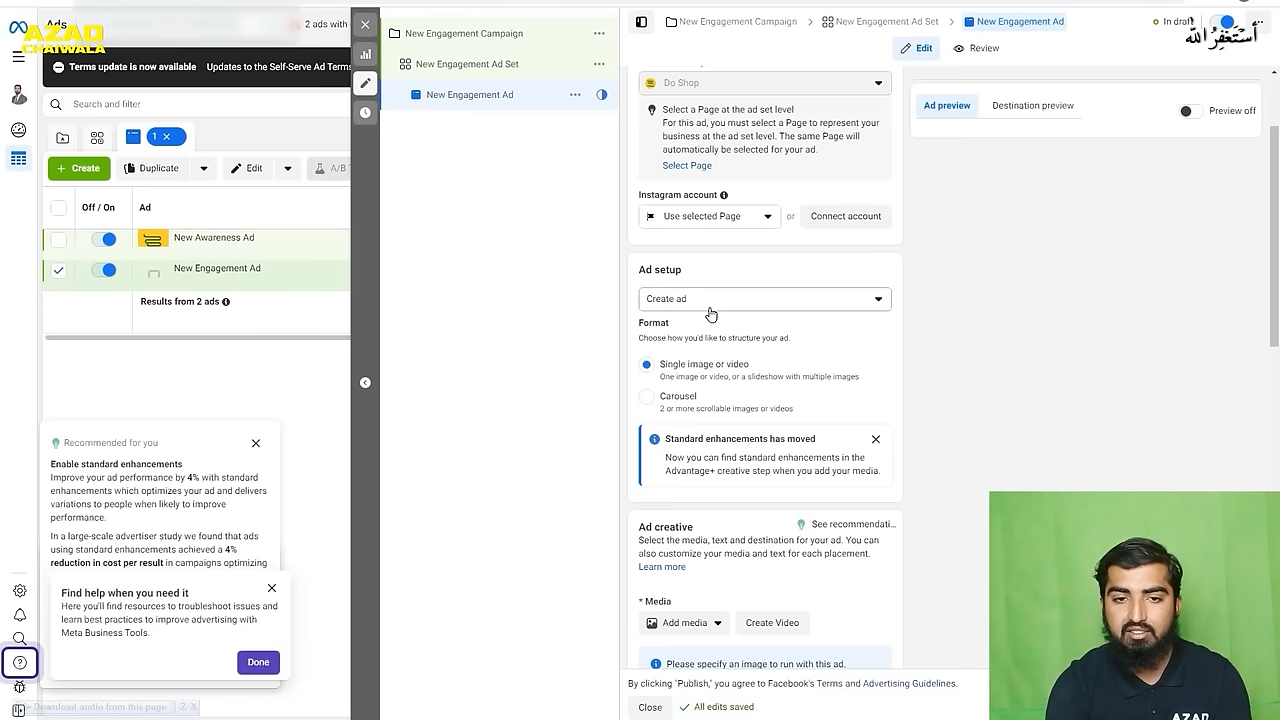 Ads
2 ads with
AZAD
CHAIWALA
Terms update is now available Updates to the Self-Serve Ad Terms
Search and filter
1
+ Create
Duplicate
Edit
A/B T
Off / On
Ad
New Awareness Ad
New Engagement Ad
Results from 2 ads
Recommended for you
Enable standard enhancements
Improve your ad performance by 4% with standard
enhancements which optimizes your ad and delivers
variations to people when likely to improve
performance.
In a large-scale advertiser study we found that ads
using standard enhancements achieved a 4%
reduction in cost per result in campaigns optimizing
Find help when you need it
Here you'll find resources to troubleshoot issues and
learn best practices to improve advertising with
Meta Business Tools.
Done
Download audio from this page
New Engagement Campaign
New Engagement Ad Set
New Engagement Ad
New Engagement Campaign
New Engagement Ad Set
New Engagement Ad
In draft
أستغفر الله
Edit
Review
Do Shop
Select a Page at the ad set level
For this ad, you must select a Page to represent your
business at the ad set level. The same Page will
automatically be selected for your ad.
Select Page
Instagram account
Use selected Page
or
Connect account
Ad setup
Create ad
Format
Choose how you'd like to structure your ad.
Single image or video
One image or video, or a slideshow with multiple images
Carousel
2 or more scrollable images or videos
Standard enhancements has moved
Now you can find standard enhancements in the
Advantage+ creative step when you add your media.
Ad creative
See recommendati...
Select the media, text and destination for your ad. You can
also customize your media and text for each placement.
Learn more
* Media
Add media
Create Video
Please specify an image to run with this ad.
By clicking "Publish," you agree to Facebook's Terms and Advertising Guidelines.
Close
All edits saved
Ad preview
Destination preview
Preview off
AZAD